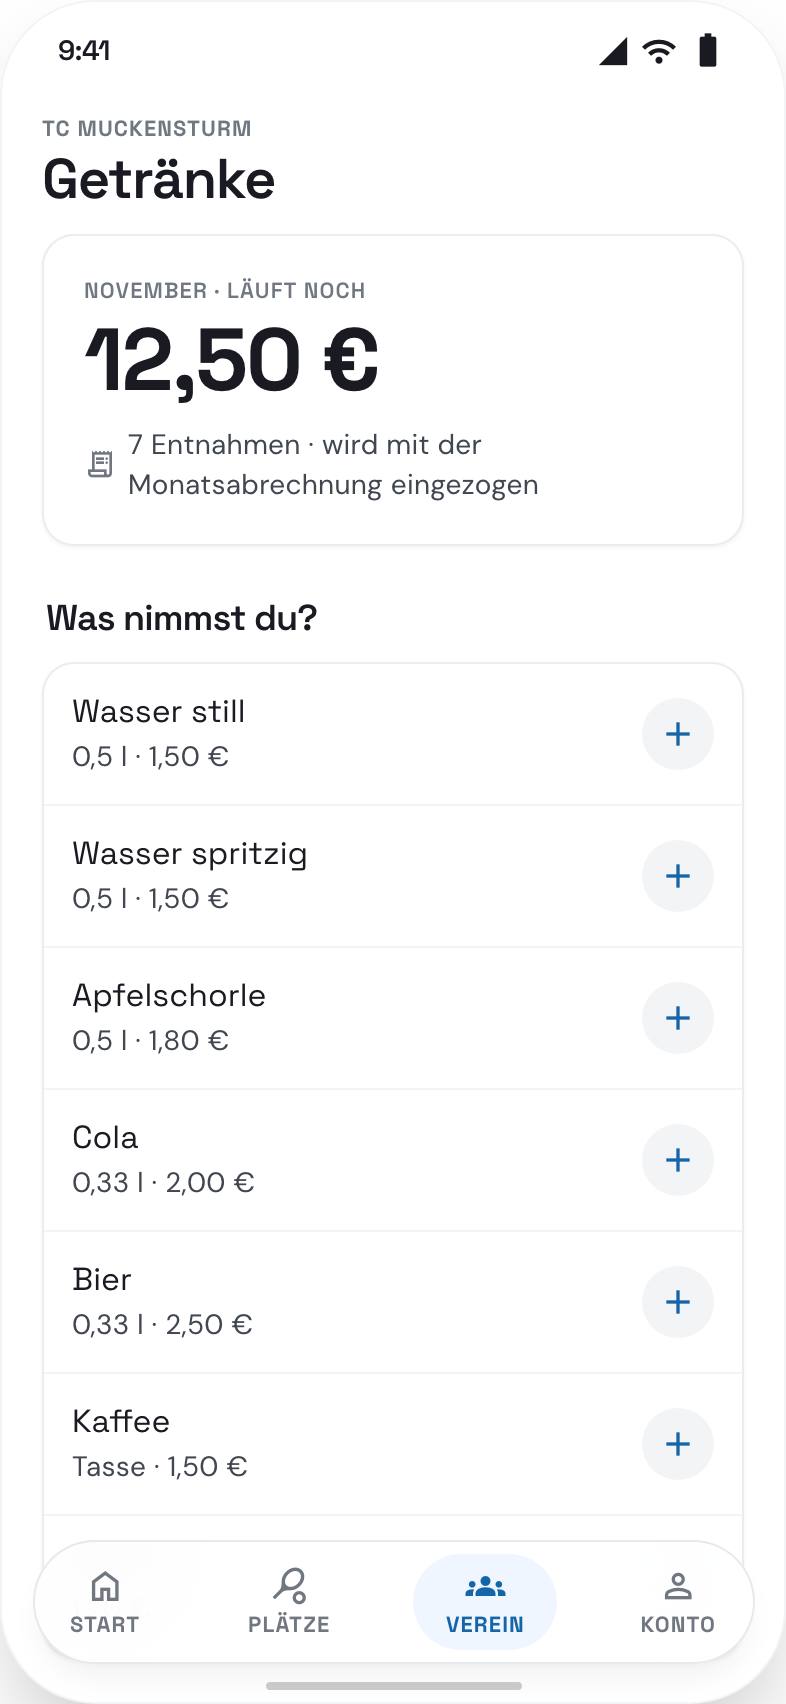 9:41
TC MUCKENSTURM
Getränke
NOVEMBER · LÄUFT NOCH
12,50 €
7 Entnahmen · wird mit der
Monatsabrechnung eingezogen
Was nimmst du?
Wasser still
0,5 l · 1,50 €
Wasser spritzig
0,5 l · 1,50 €
Apfelschorle
0,5 l · 1,80 €
Cola
0,33 l · 2,00 €
Bier
0,33 l · 2,50 €
Kaffee
Tasse · 1,50 €
START PLÄTZE VEREIN KONTO